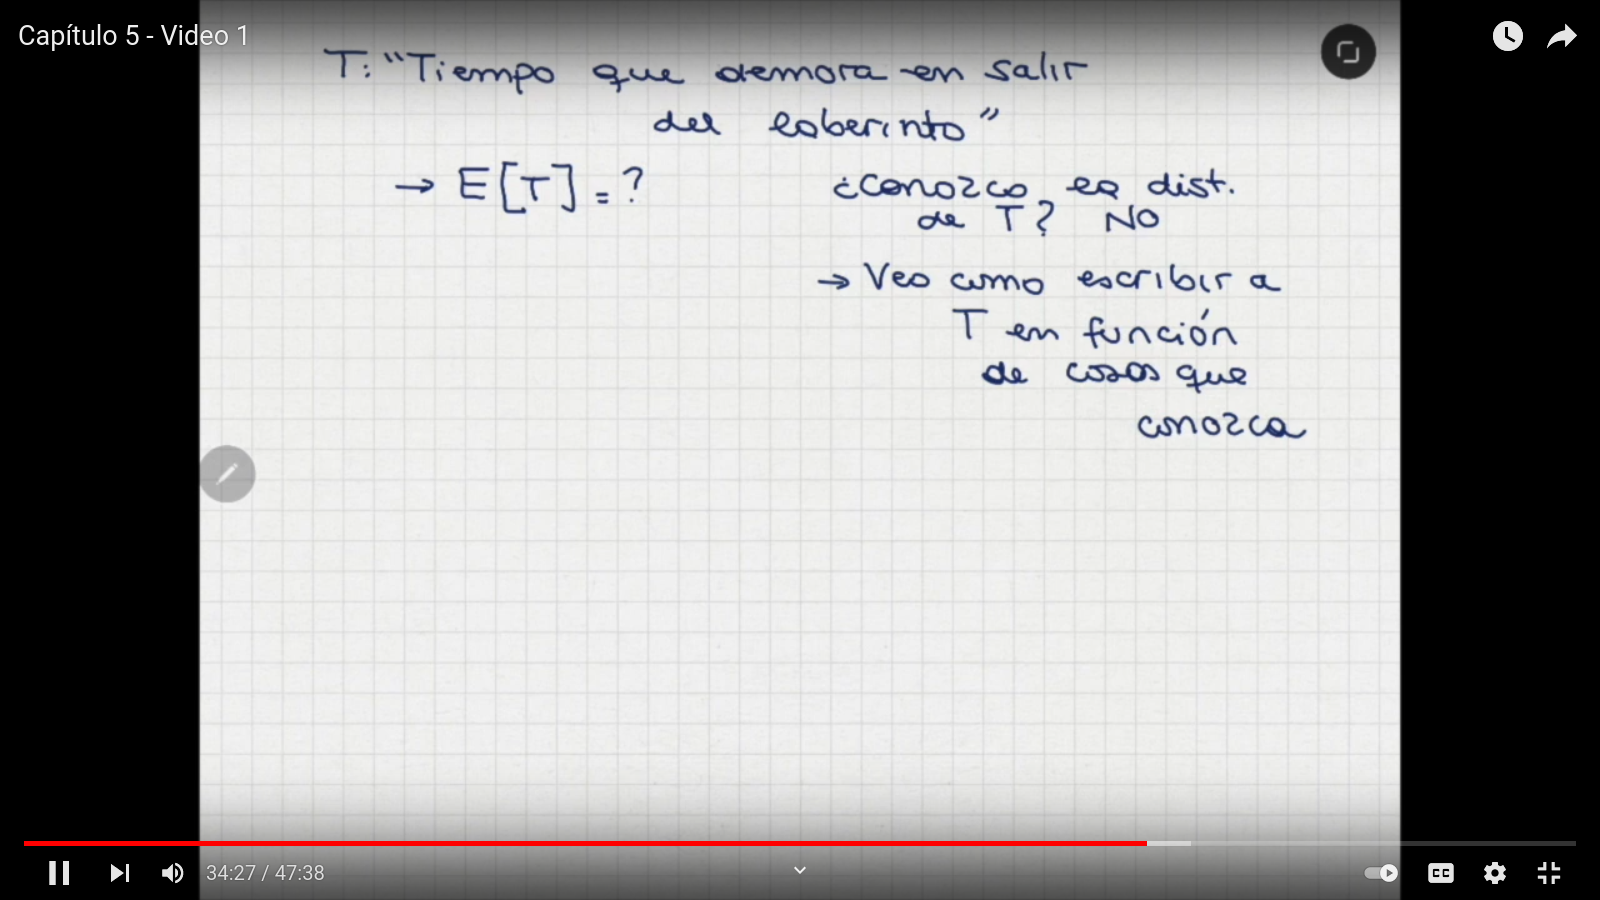 Capítulo 5 - Video 1
T: "Tiempo que demora en salir
del laberinto"
→ E[T] = ?
¿Conozco la dist.
de T? NO
→ Veo como escribir a
T en función
de cosas que
conozca
34:27 / 47:38
CC